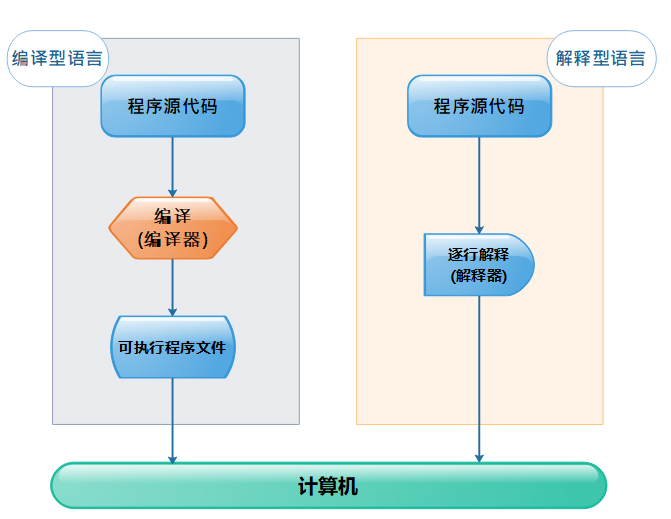 编译型语言
程序源代码
编译
(编译器)
可执行程序文件
解释型语言
程序源代码
逐行解释
(解释器)
计算机